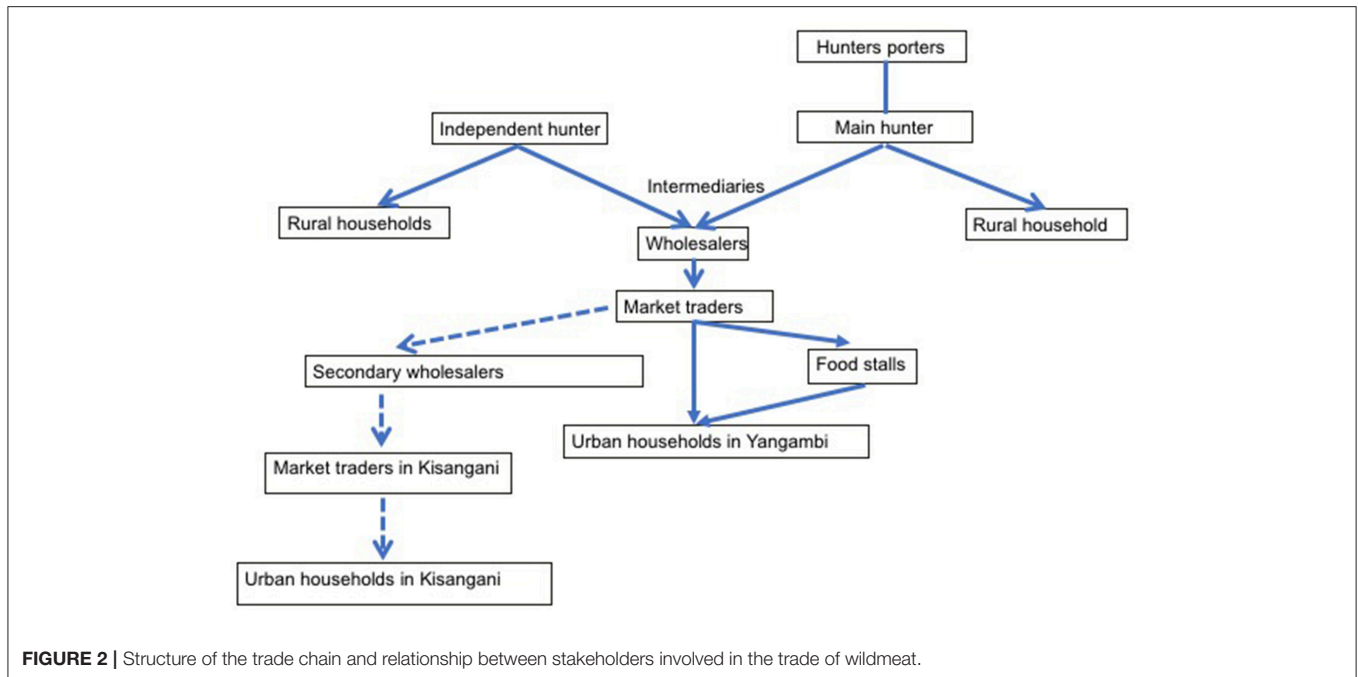 Hunters porters
Independent hunter
Main hunter
Intermediaries
Rural households
Rural household
Wholesalers
Market traders
Secondary wholesalers
Food stalls
Urban households in Yangambi
Market traders in Kisangani
Urban households in Kisangani
FIGURE 2 | Structure of the trade chain and relationship between stakeholders involved in the trade of wildmeat.